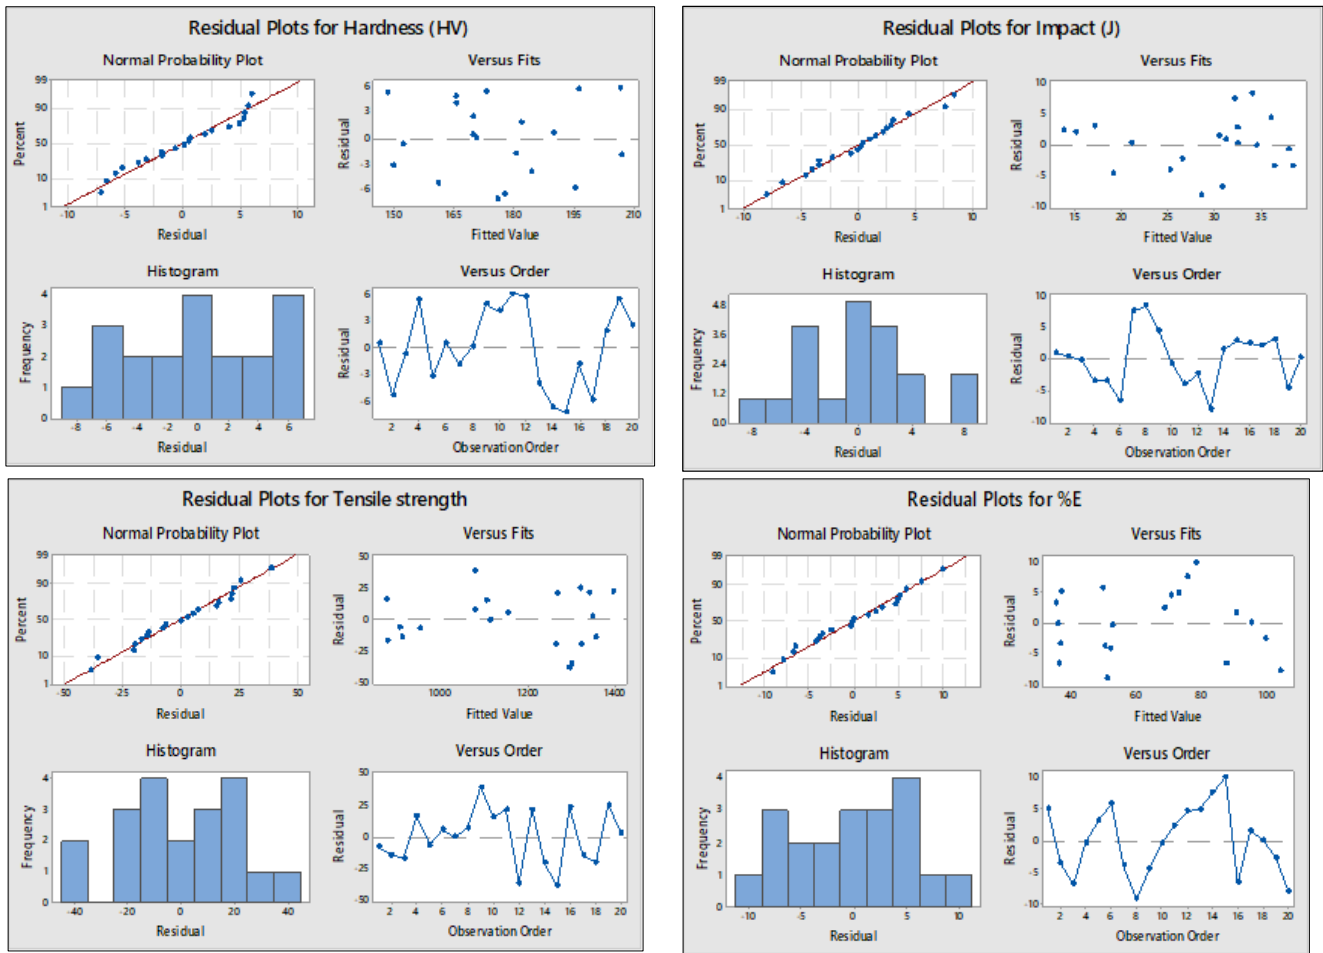 Residual Plots for Hardness (HV)
Normal Probability Plot
Versus Fits
99
90
50
10
1
Percent
-10 -5 0 5 10
Residual
6
3
0
-3
-6
Residual
150 165 180 195 210
Fitted Value
Histogram
Versus Order
4
3
2
1
0
Frequency
-8 -6 -4 -2 0 2 4 6
Residual
6
3
0
-3
-6
Residual
2 4 6 8 10 12 14 16 18 20
Observation Order
Residual Plots for Impact (J)
Normal Probability Plot
Versus Fits
99
90
50
10
1
Percent
-10 -5 0 5 10
Residual
10
5
0
-5
-10
Residual
15 20 25 30 35
Fitted Value
Histogram
Versus Order
4.8
3.6
2.4
1.2
0.0
Frequency
-8 -4 0 4 8
Residual
10
5
0
-5
-10
Residual
2 4 6 8 10 12 14 16 18 20
Observation Order
Residual Plots for Tensile strength
Normal Probability Plot
Versus Fits
99
90
50
10
1
Percent
-50 -25 0 25 50
Residual
50
25
0
-25
-50
Residual
1000 1200 1400
Fitted Value
Histogram
Versus Order
4
3
2
1
0
Frequency
-40 -20 0 20 40
Residual
50
25
0
-25
-50
Residual
2 4 6 8 10 12 14 16 18 20
Observation Order
Residual Plots for %E
Normal Probability Plot
Versus Fits
99
90
50
10
1
Percent
-10 -5 0 5 10
Residual
10
5
0
-5
-10
Residual
40 60 80 100
Fitted Value
Histogram
Versus Order
4
3
2
1
0
Frequency
-10 -5 0 5 10
Residual
10
5
0
-5
-10
Residual
2 4 6 8 10 12 14 16 18 20
Observation Order